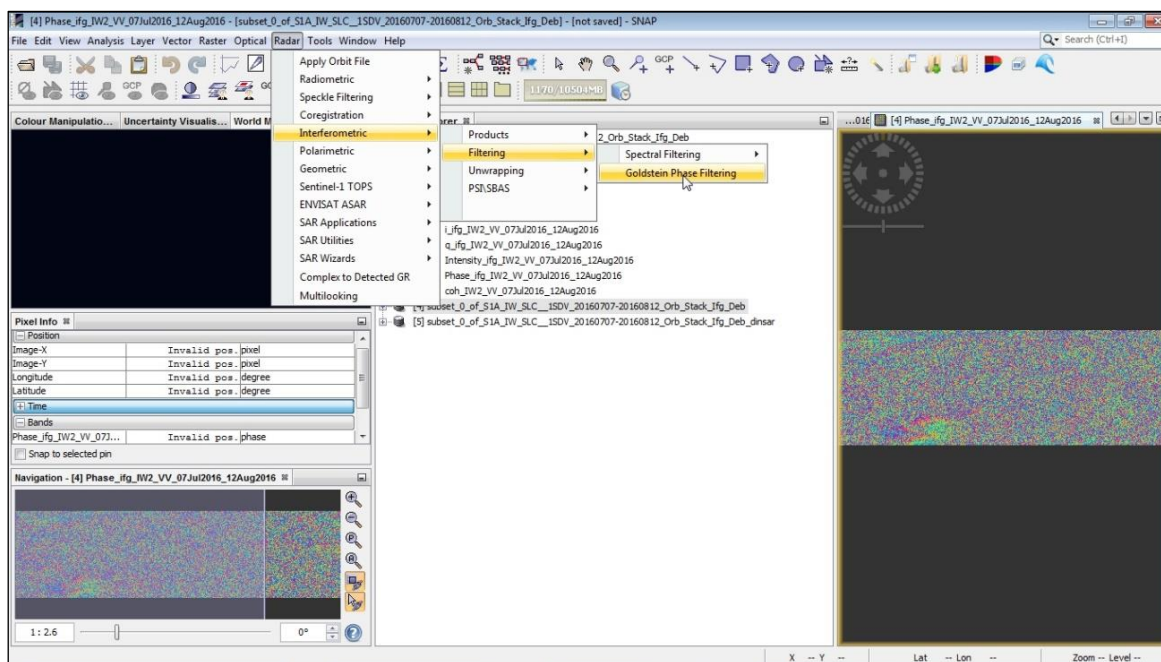 [4] Phase_ifg_IW2_VV_07Jul2016_12Aug2016 - [subset_0_of_S1A_IW_SLC__1SDV_20160707-20160812_Orb_Stack_Ifg_Deb] - [not saved] - SNAP
File Edit View Analysis Layer Vector Raster Optical Radar Tools Window Help
Search (Ctrl+I)
GCP
GCP
1170/10504MB
Apply Orbit File
Radiometric
Speckle Filtering
Coregistration
Interferometric
Polarimetric
Geometric
Sentinel-1 TOPS
ENVISAT ASAR
SAR Applications
SAR Utilities
SAR Wizards
Complex to Detected GR
Multilooking
Products
Filtering
Unwrapping
PSI\SBAS
Spectral Filtering
Goldstein Phase Filtering
Colour Manipulatio... Uncertainty Visualis... World M
orer
2_Orb_Stack_Ifg_Deb
i_ifg_IW2_VV_07Jul2016_12Aug2016
q_ifg_IW2_VV_07Jul2016_12Aug2016
Intensity_ifg_IW2_VV_07Jul2016_12Aug2016
Phase_ifg_IW2_VV_07Jul2016_12Aug2016
coh_IW2_VV_07Jul2016_12Aug2016
[4] subset_0_of_S1A_IW_SLC__1SDV_20160707-20160812_Orb_Stack_Ifg_Deb
[5] subset_0_of_S1A_IW_SLC__1SDV_20160707-20160812_Orb_Stack_Ifg_Deb_dinsar
...016 [4] Phase_ifg_IW2_VV_07Jul2016_12Aug2016
Pixel Info
Position
Image-X Invalid pos. pixel
Image-Y Invalid pos. pixel
Longitude Invalid pos. degree
Latitude Invalid pos. degree
Time
Bands
Phase_ifg_IW2_VV_07J... Invalid pos. phase
Snap to selected pin
Navigation - [4] Phase_ifg_IW2_VV_07Jul2016_12Aug2016
1 : 2.6 0°
X -- Y -- Lat -- Lon -- Zoom -- Level --